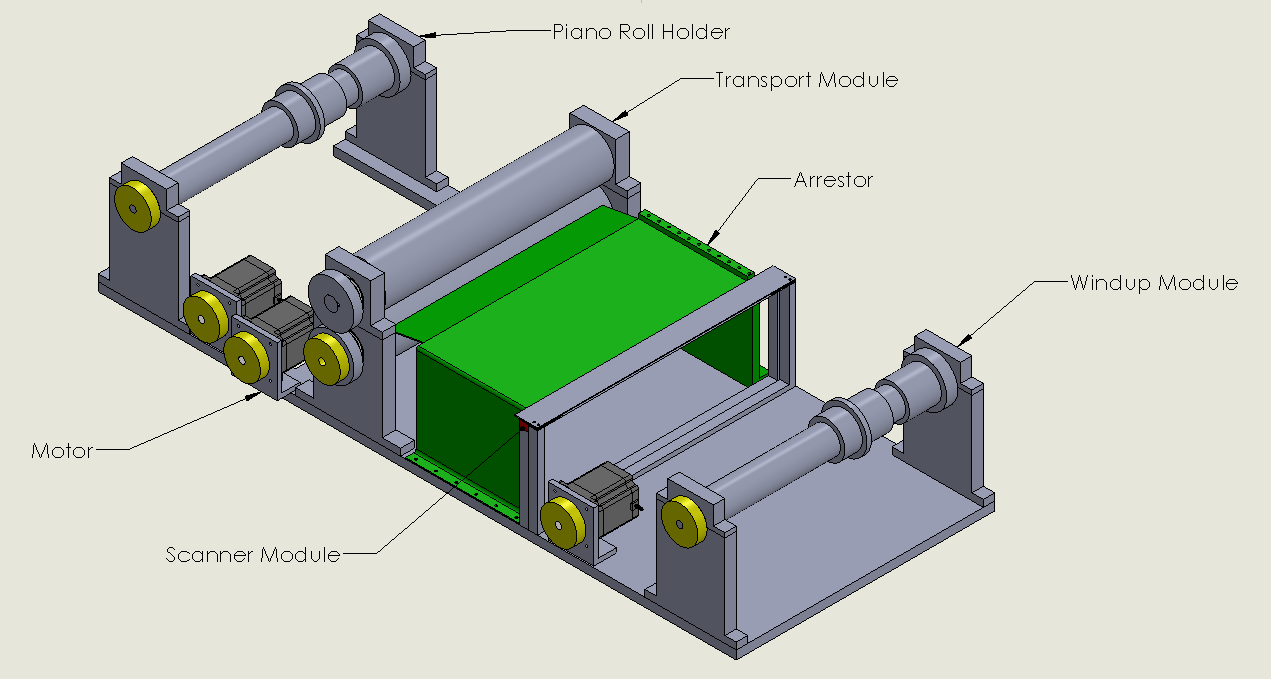 Piano Roll Holder
Transport Module
Arrestor
Windup Module
Motor
Scanner Module